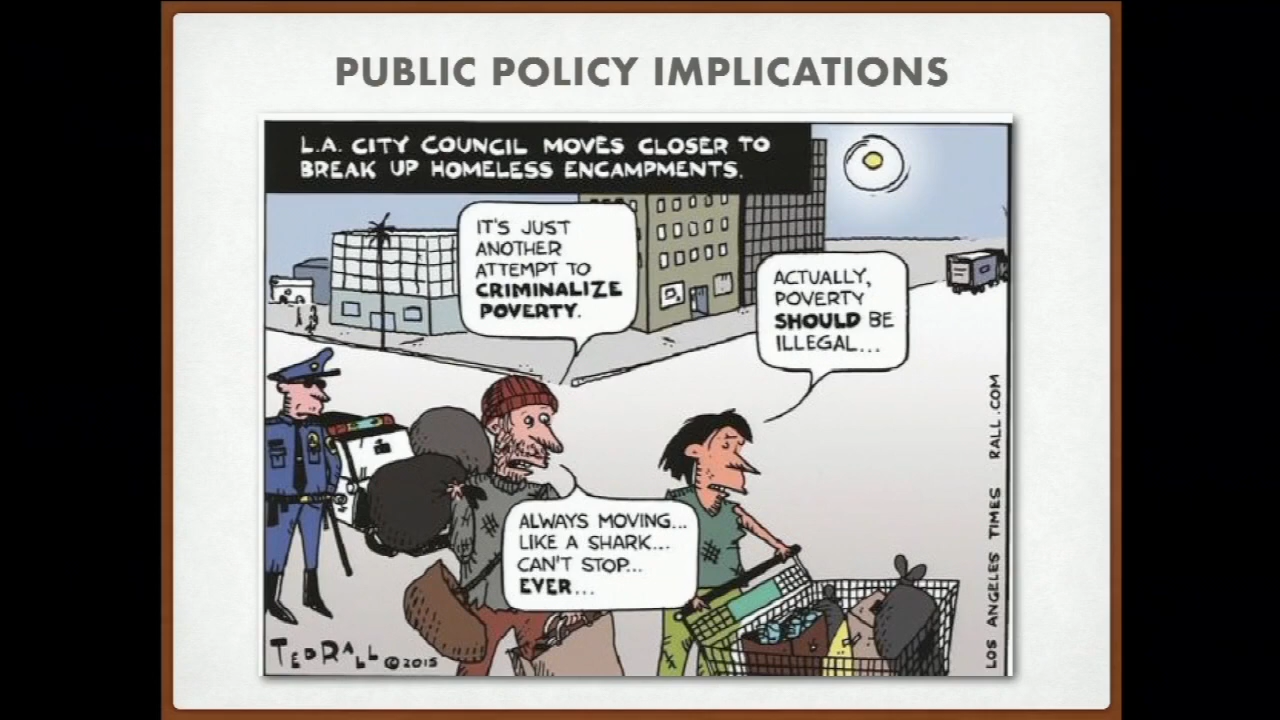 PUBLIC POLICY IMPLICATIONS
L.A. CITY COUNCIL MOVES CLOSER TO
BREAK UP HOMELESS ENCAMPMENTS.
IT'S JUST
ANOTHER
ATTEMPT TO
CRIMINALIZE
POVERTY.
ACTUALLY,
POVERTY
SHOULD BE
ILLEGAL...
ALWAYS MOVING...
LIKE A SHARK...
CAN'T STOP...
EVER...
TED RALL ©2015
LOS ANGELES TIMES RALL.COM